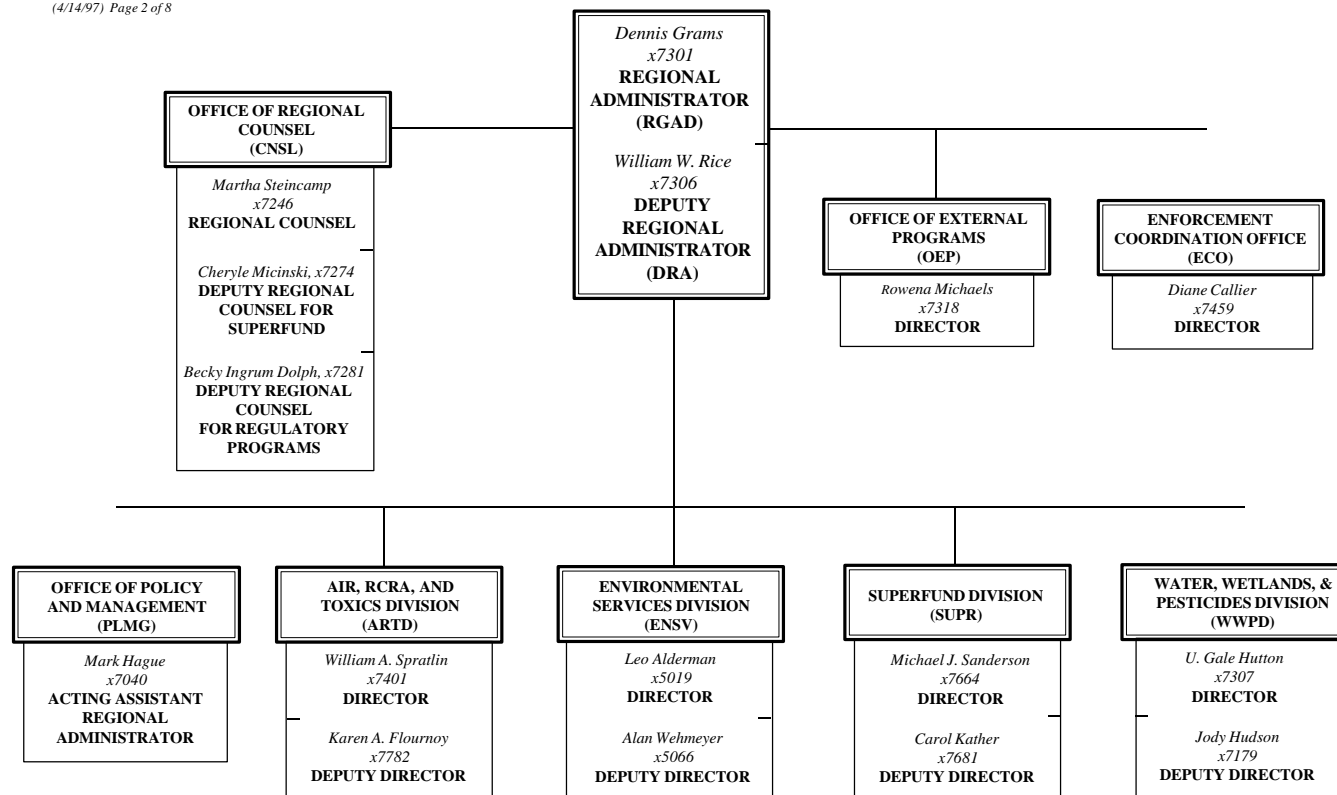 (4/14/97) Page 2 of 8
Dennis Grams
x7301
REGIONAL
ADMINISTRATOR
(RGAD)
William W. Rice
x7306
DEPUTY
REGIONAL
ADMINISTRATOR
(DRA)
OFFICE OF REGIONAL
COUNSEL
(CNSL)
Martha Steincamp
x7246
REGIONAL COUNSEL
Cheryle Micinski, x7274
DEPUTY REGIONAL
COUNSEL FOR
SUPERFUND
Becky Ingrum Dolph, x7281
DEPUTY REGIONAL
COUNSEL
FOR REGULATORY
PROGRAMS
OFFICE OF EXTERNAL
PROGRAMS
(OEP)
Rowena Michaels
x7318
DIRECTOR
ENFORCEMENT
COORDINATION OFFICE
(ECO)
Diane Callier
x7459
DIRECTOR
OFFICE OF POLICY
AND MANAGEMENT
(PLMG)
Mark Hague
x7040
ACTING ASSISTANT
REGIONAL
ADMINISTRATOR
AIR, RCRA, AND
TOXICS DIVISION
(ARTD)
William A. Spratlin
x7401
DIRECTOR
Karen A. Flournoy
x7782
DEPUTY DIRECTOR
ENVIRONMENTAL
SERVICES DIVISION
(ENSV)
Leo Alderman
x5019
DIRECTOR
Alan Wehmeyer
x5066
DEPUTY DIRECTOR
SUPERFUND DIVISION
(SUPR)
Michael J. Sanderson
x7664
DIRECTOR
Carol Kather
x7681
DEPUTY DIRECTOR
WATER, WETLANDS, &
PESTICIDES DIVISION
(WWPD)
U. Gale Hutton
x7307
DIRECTOR
Jody Hudson
x7179
DEPUTY DIRECTOR